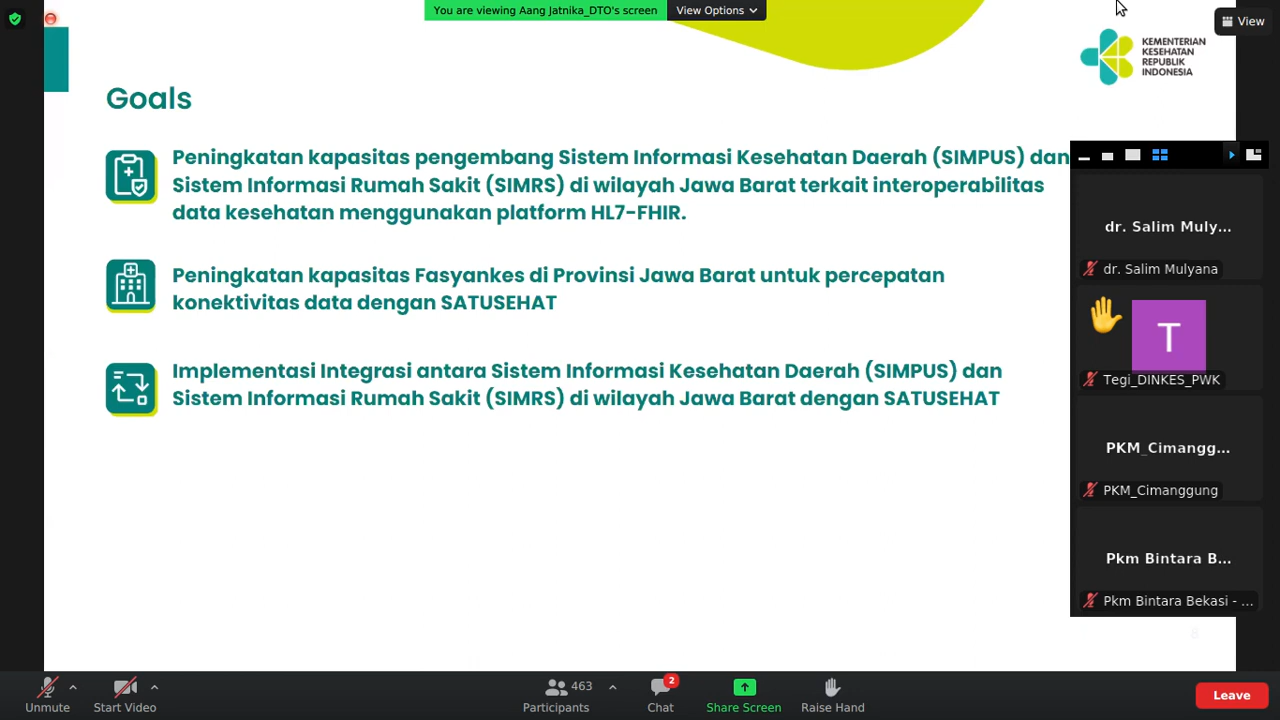 You are viewing Aang Jatnika_DTO's screen
View Options
View
KEMENTERIAN
KESEHATAN
REPUBLIK
INDONESIA
Goals
Peningkatan kapasitas pengembang Sistem Informasi Kesehatan Daerah (SIMPUS) dan
Sistem Informasi Rumah Sakit (SIMRS) di wilayah Jawa Barat terkait interoperabilitas
data kesehatan menggunakan platform HL7-FHIR.
Peningkatan kapasitas Fasyankes di Provinsi Jawa Barat untuk percepatan
konektivitas data dengan SATUSEHAT
Implementasi Integrasi antara Sistem Informasi Kesehatan Daerah (SIMPUS) dan
Sistem Informasi Rumah Sakit (SIMRS) di wilayah Jawa Barat dengan SATUSEHAT
dr. Salim Muly...
dr. Salim Mulyana
T
Tegi_DINKES_PWK
PKM_Cimangg...
PKM_Cimanggung
Pkm Bintara B...
Pkm Bintara Bekasi - ...
8
Unmute
Start Video
463
Participants
2
Chat
Share Screen
Raise Hand
Leave